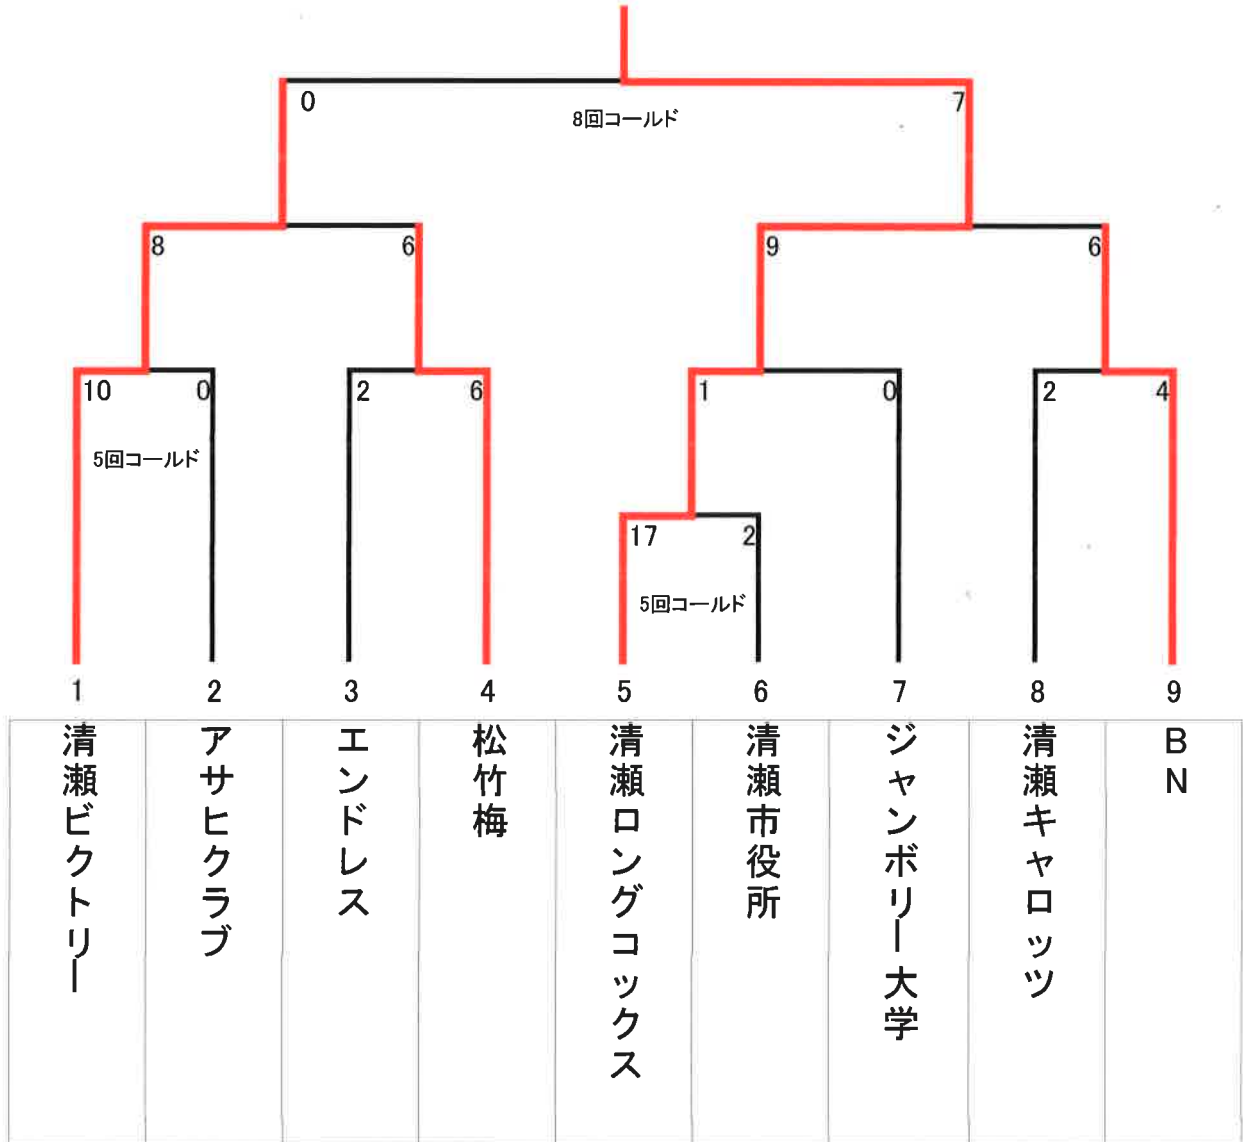 0
7
8回コールド
8
6
9
6
10
0
2
6
1
0
2
4
5回コールド
17
2
5回コールド
1
2
3
4
5
6
7
8
9
清瀬ビクトリー
アサヒクラブ
エンドレス
松竹梅
清瀬ロングコックス
清瀬市役所
ジャンボリー大学
清瀬キャロッツ
BN